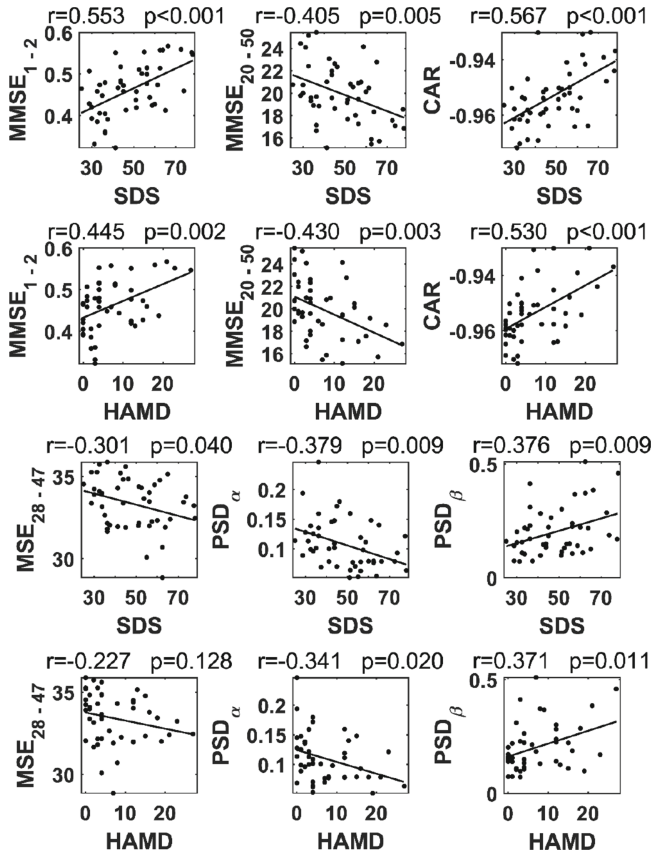 r=0.553 p<0.001 r=-0.405 p=0.005 r=0.567 p<0.001
MMSE1 - 2
0.6
0.5
0.4
30 50 70
SDS
MMSE20 - 50
24
22
20
18
16
30 50 70
SDS
CAR
-0.94
-0.96
30 50 70
SDS
r=0.445 p=0.002 r=-0.430 p=0.003 r=0.530 p<0.001
MMSE1 - 2
0.6
0.5
0.4
0 10 20
HAMD
MMSE20 - 50
24
22
20
18
16
0 10 20
HAMD
CAR
-0.94
-0.96
0 10 20
HAMD
r=-0.301 p=0.040 r=-0.379 p=0.009 r=0.376 p=0.009
MSE28 - 47
35
30
30 50 70
SDS
PSDα
0.2
0.15
0.1
30 50 70
SDS
PSDβ
0.5
0
30 50 70
SDS
r=-0.227 p=0.128 r=-0.341 p=0.020 r=0.371 p=0.011
MSE28 - 47
35
30
0 10 20
HAMD
PSDα
0.2
0.15
0.1
0 10 20
HAMD
PSDβ
0.5
0
0 10 20
HAMD